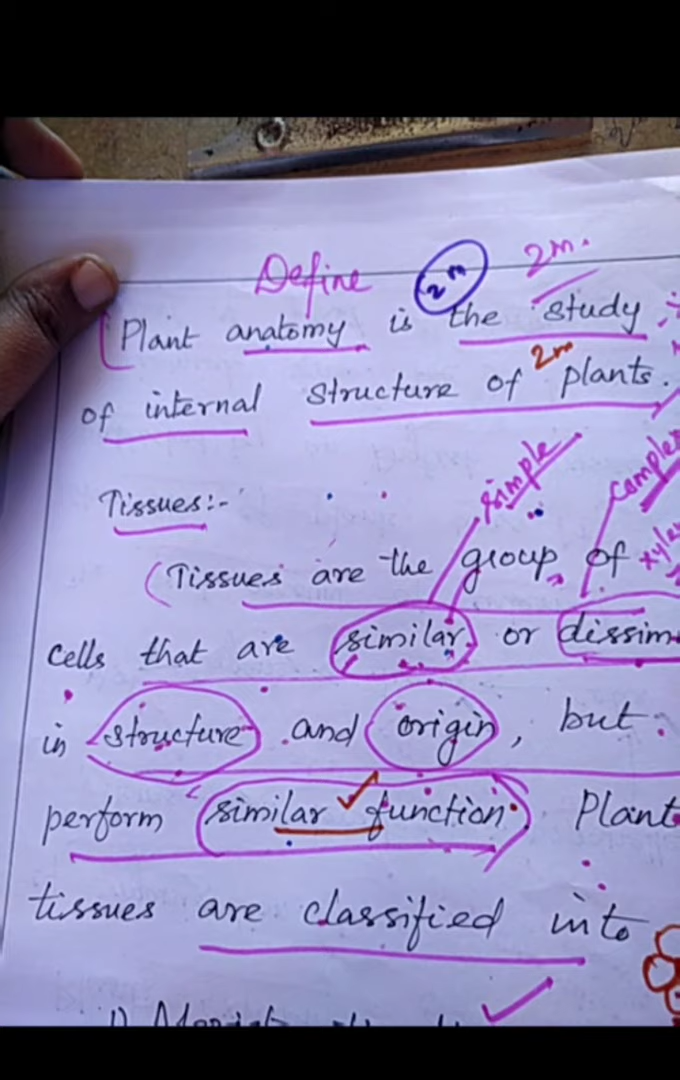 Define 2m 2m.
Plant anatomy is the study
2m
of internal structure of plants.
simple
Tissues:-
Tissues are the group of
cells that are similar or
in structure and origin, but
perform similar function. Plant
tissues are classified into